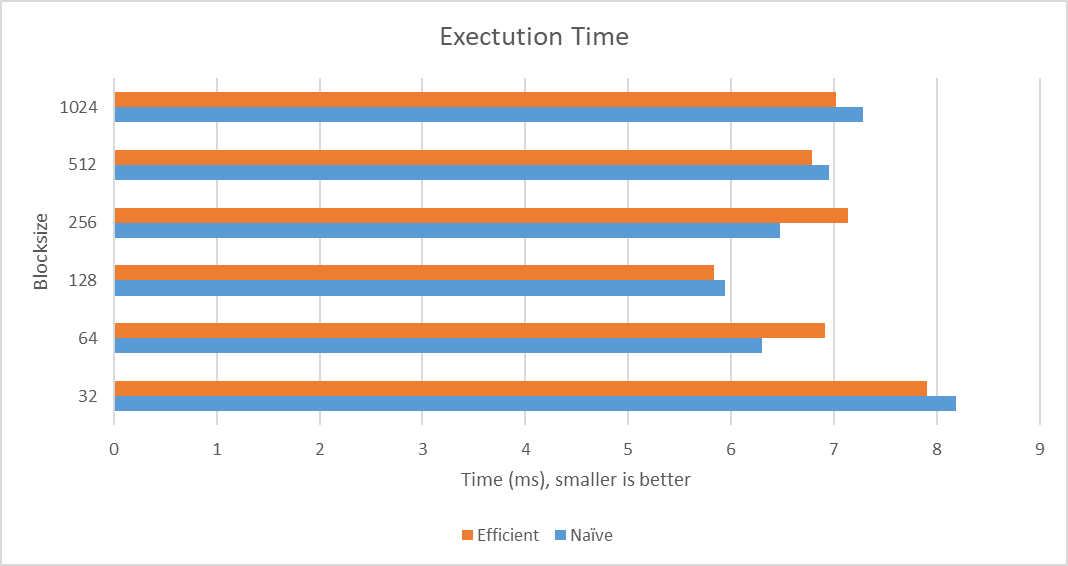 Exectution Time
Blocksize
1024
512
256
128
64
32
0 1 2 3 4 5 6 7 8 9
Time (ms), smaller is better
Efficient Naïve